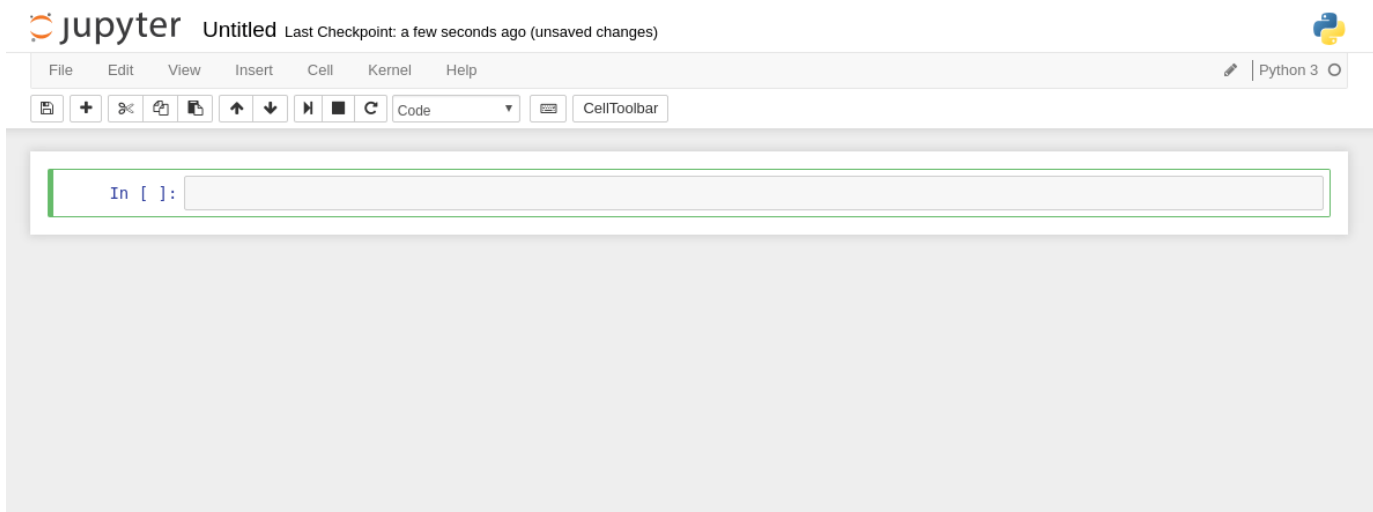 jupyter Untitled Last Checkpoint: a few seconds ago (unsaved changes)
File Edit View Insert Cell Kernel Help Python 3
Code CellToolbar
In [ ]: